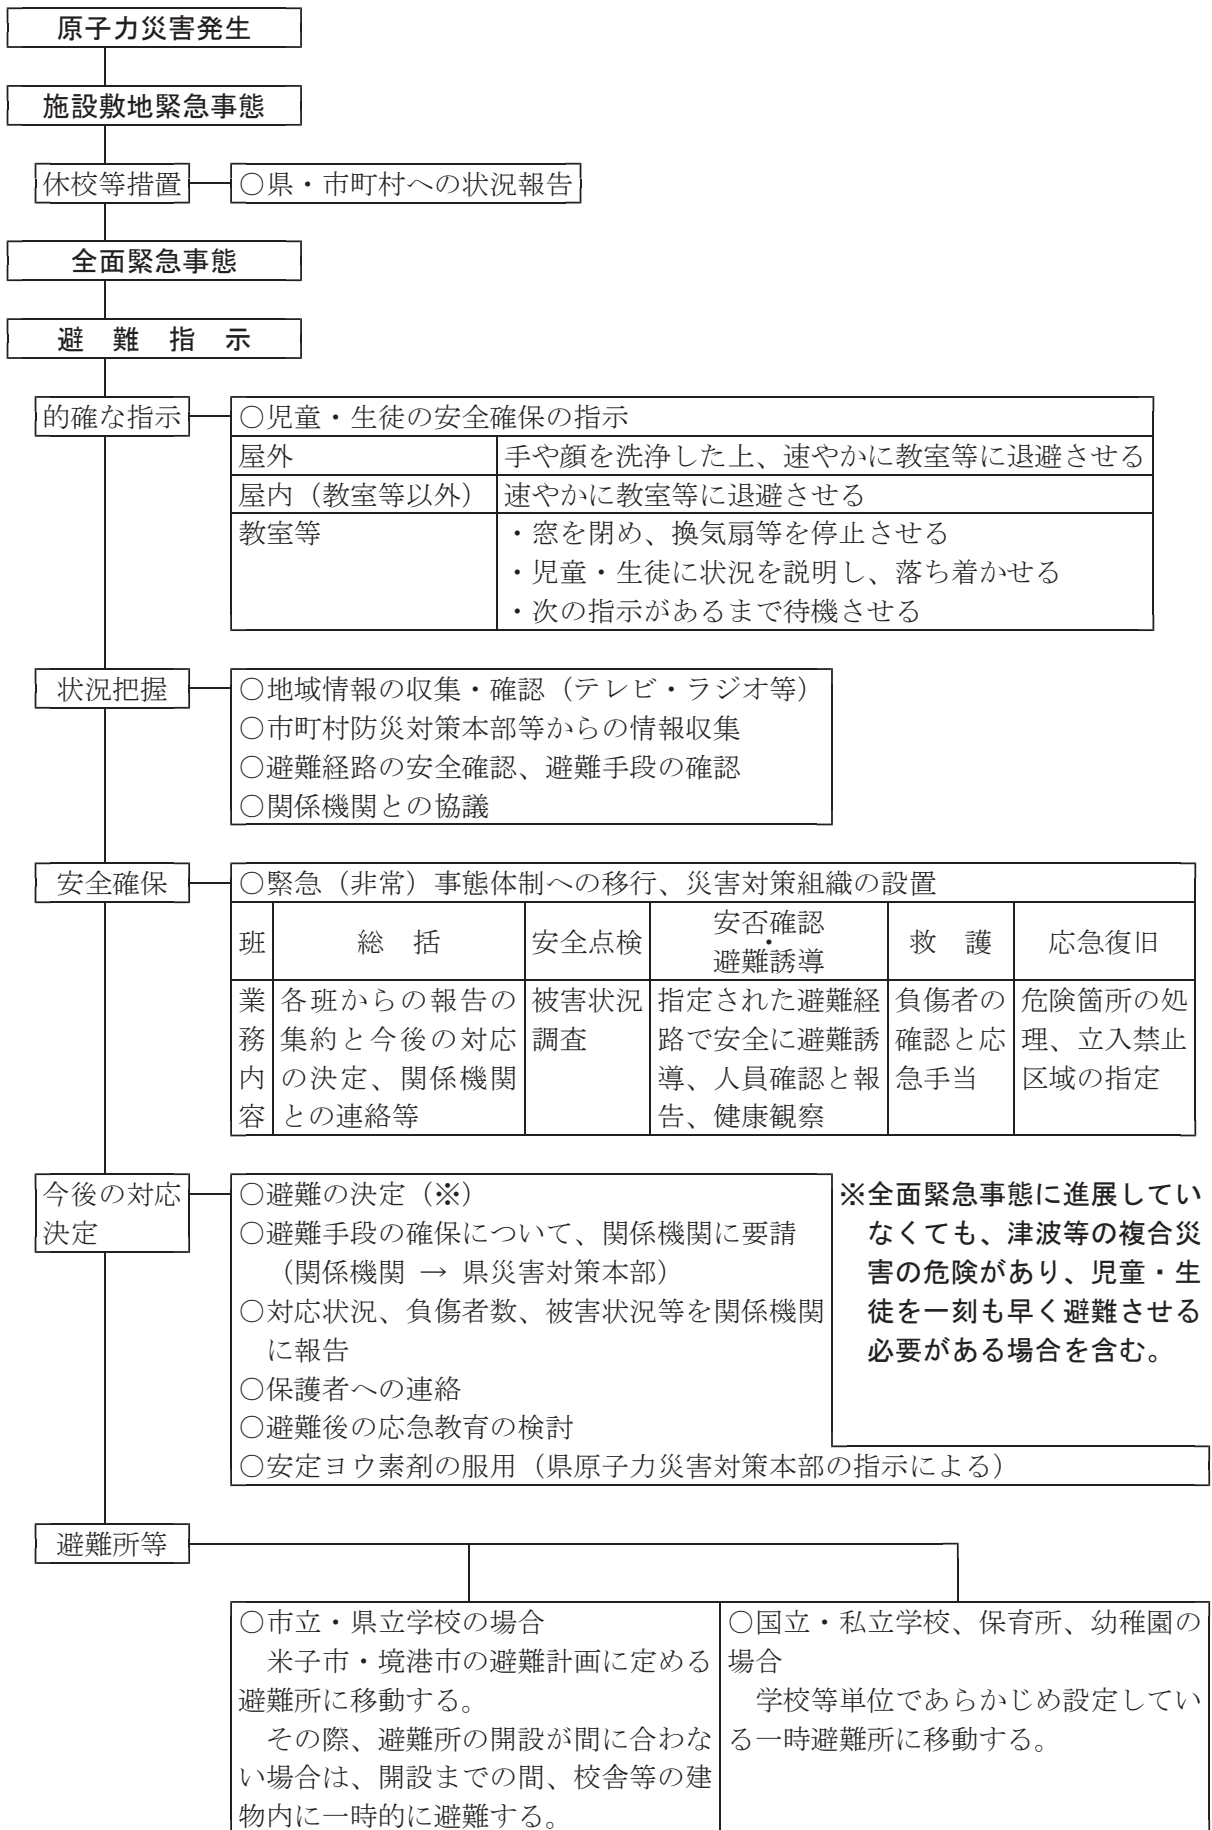 原子力災害発生
施設敷地緊急事態
休校等措置
○県・市町村への状況報告
全面緊急事態
避　難　指　示
的確な指示
○児童・生徒の安全確保の指示
屋外
手や顔を洗浄した上、速やかに教室等に退避させる
屋内（教室等以外）
速やかに教室等に退避させる
教室等
・窓を閉め、換気扇等を停止させる
・児童・生徒に状況を説明し、落ち着かせる
・次の指示があるまで待機させる
状況把握
○地域情報の収集・確認（テレビ・ラジオ等）
○市町村防災対策本部等からの情報収集
○避難経路の安全確認、避難手段の確認
○関係機関との協議
安全確保
○緊急（非常）事態体制への移行、災害対策組織の設置
班
総　括
安全点検
安否確認
・
避難誘導
救　護
応急復旧
業
務
内
容
各班からの報告の
集約と今後の対応
の決定、関係機関
との連絡等
被害状況
調査
指定された避難経
路で安全に避難誘
導、人員確認と報
告、健康観察
負傷者の
確認と応
急手当
危険箇所の処
理、立入禁止
区域の指定
今後の対応
決定
○避難の決定（※）
○避難手段の確保について、関係機関に要請
（関係機関 → 県災害対策本部）
○対応状況、負傷者数、被害状況等を関係機関
に報告
○保護者への連絡
○避難後の応急教育の検討
○安定ヨウ素剤の服用（県原子力災害対策本部の指示による）
※全面緊急事態に進展してい
なくても、津波等の複合災
害の危険があり、児童・生
徒を一刻も早く避難させる
必要がある場合を含む。
避難所等
○市立・県立学校の場合
米子市・境港市の避難計画に定める
避難所に移動する。
その際、避難所の開設が間に合わな
い場合は、開設までの間、校舎等の建
物内に一時的に避難する。
○国立・私立学校、保育所、幼稚園の
場合
学校等単位であらかじめ設定してい
る一時避難所に移動する。